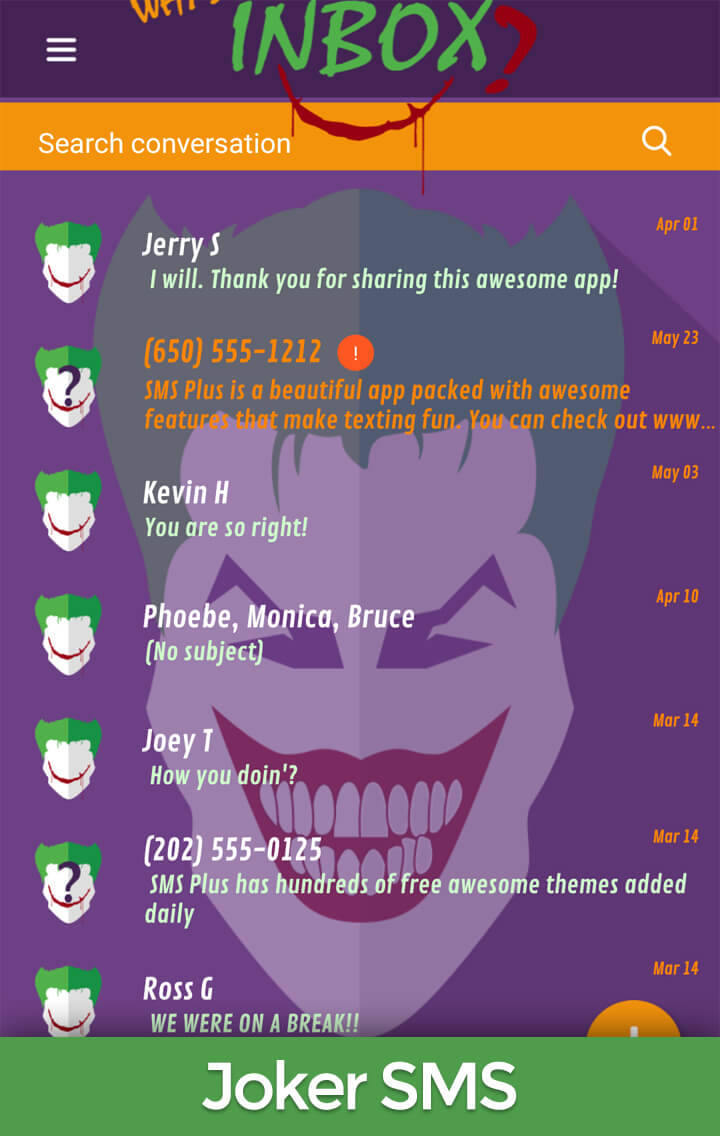 INBOX?
Search conversation
Jerry S
Apr 01
I will. Thank you for sharing this awesome app!
(650) 555-1212 !
May 23
SMS Plus is a beautiful app packed with awesome
features that make texting fun. You can check out www...
Kevin H
May 03
You are so right!
Phoebe, Monica, Bruce
Apr 10
(No subject)
Joey T
Mar 14
How you doin'?
(202) 555-0125
Mar 14
SMS Plus has hundreds of free awesome themes added
daily
Ross G
Mar 14
WE WERE ON A BREAK!!
Joker SMS